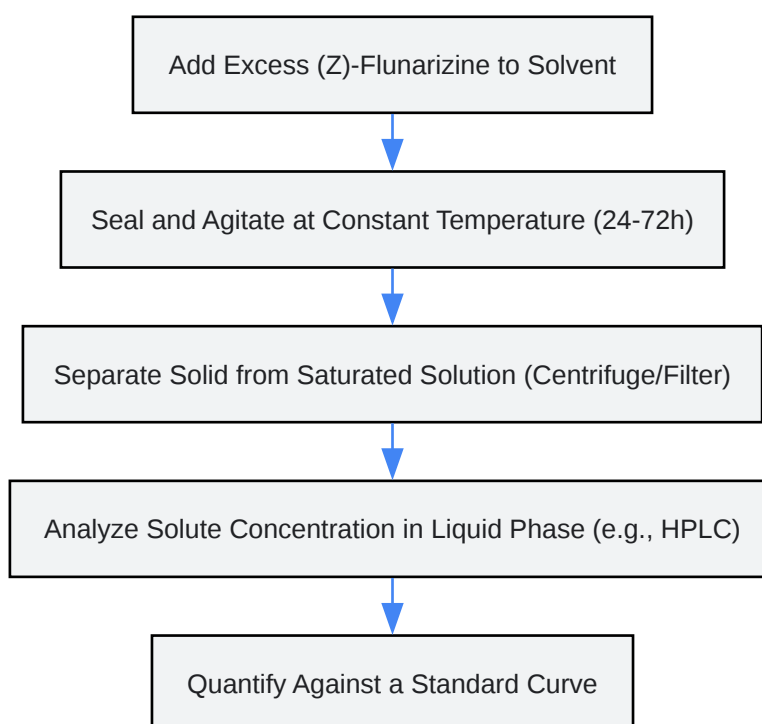 Add Excess (Z)-Flunarizine to Solvent
Seal and Agitate at Constant Temperature (24-72h)
Separate Solid from Saturated Solution (Centrifuge/Filter)
Analyze Solute Concentration in Liquid Phase (e.g., HPLC)
Quantify Against a Standard Curve